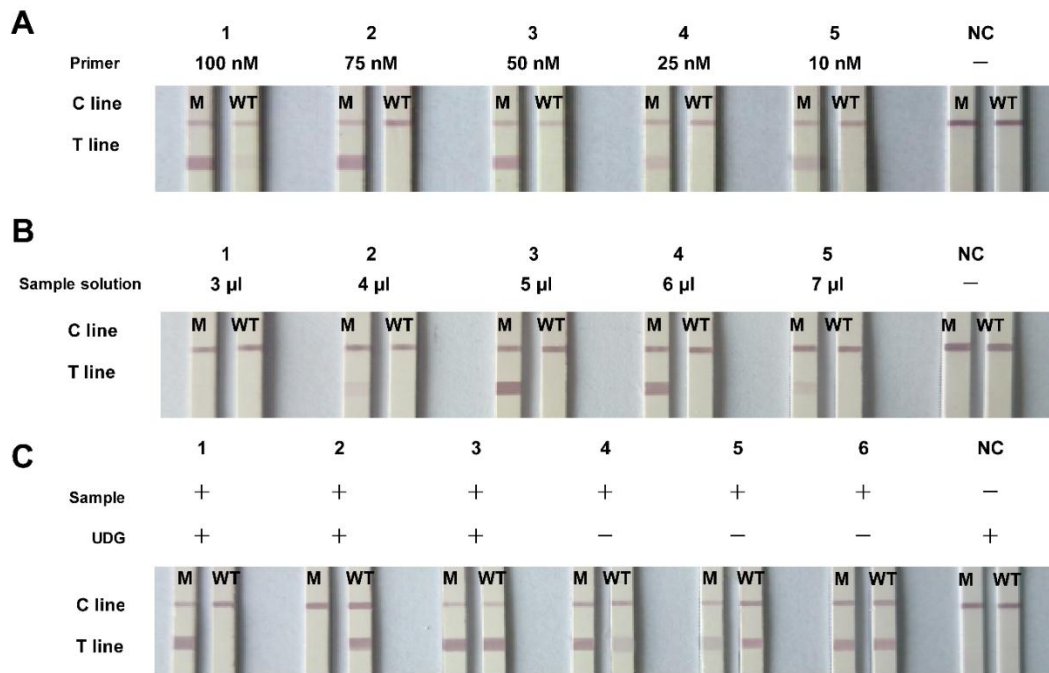 A
1 2 3 4 5 NC
Primer 100 nM 75 nM 50 nM 25 nM 10 nM —
C line M WT M WT M WT M WT M WT M WT
T line
B
1 2 3 4 5 NC
Sample solution 3 µl 4 µl 5 µl 6 µl 7 µl —
C line M WT M WT M WT M WT M WT M WT
T line
C
1 2 3 4 5 6 NC
Sample + + + + + + —
UDG + + + — — — +
M WT M WT M WT M WT M WT M WT M WT
C line
T line